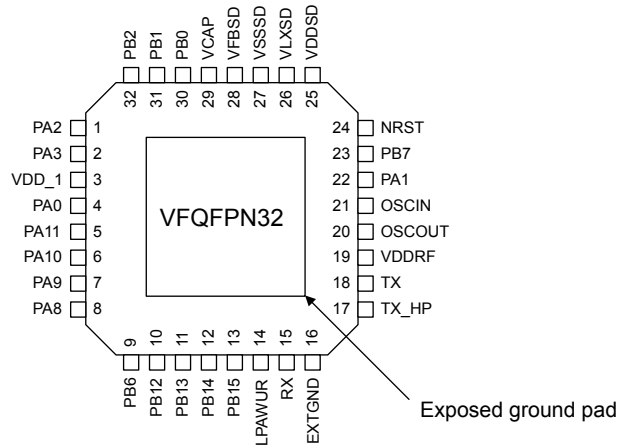 PB2 PB1 PB0 VCAP VFBSD VSSSD VLXSD VDDSD
32 31 30 29 28 27 26 25
PA2 1
PA3 2
VDD_1 3
PA0 4
PA11 5
PA10 6
PA9 7
PA8 8
VFQFPN32
24 NRST
23 PB7
22 PA1
21 OSCIN
20 OSCOUT
19 VDDRF
18 TX
17 TX_HP
9 10 11 12 13 14 15 16
PB6 PB12 PB13 PB14 PB15 LPAWUR RX EXTGND
Exposed ground pad